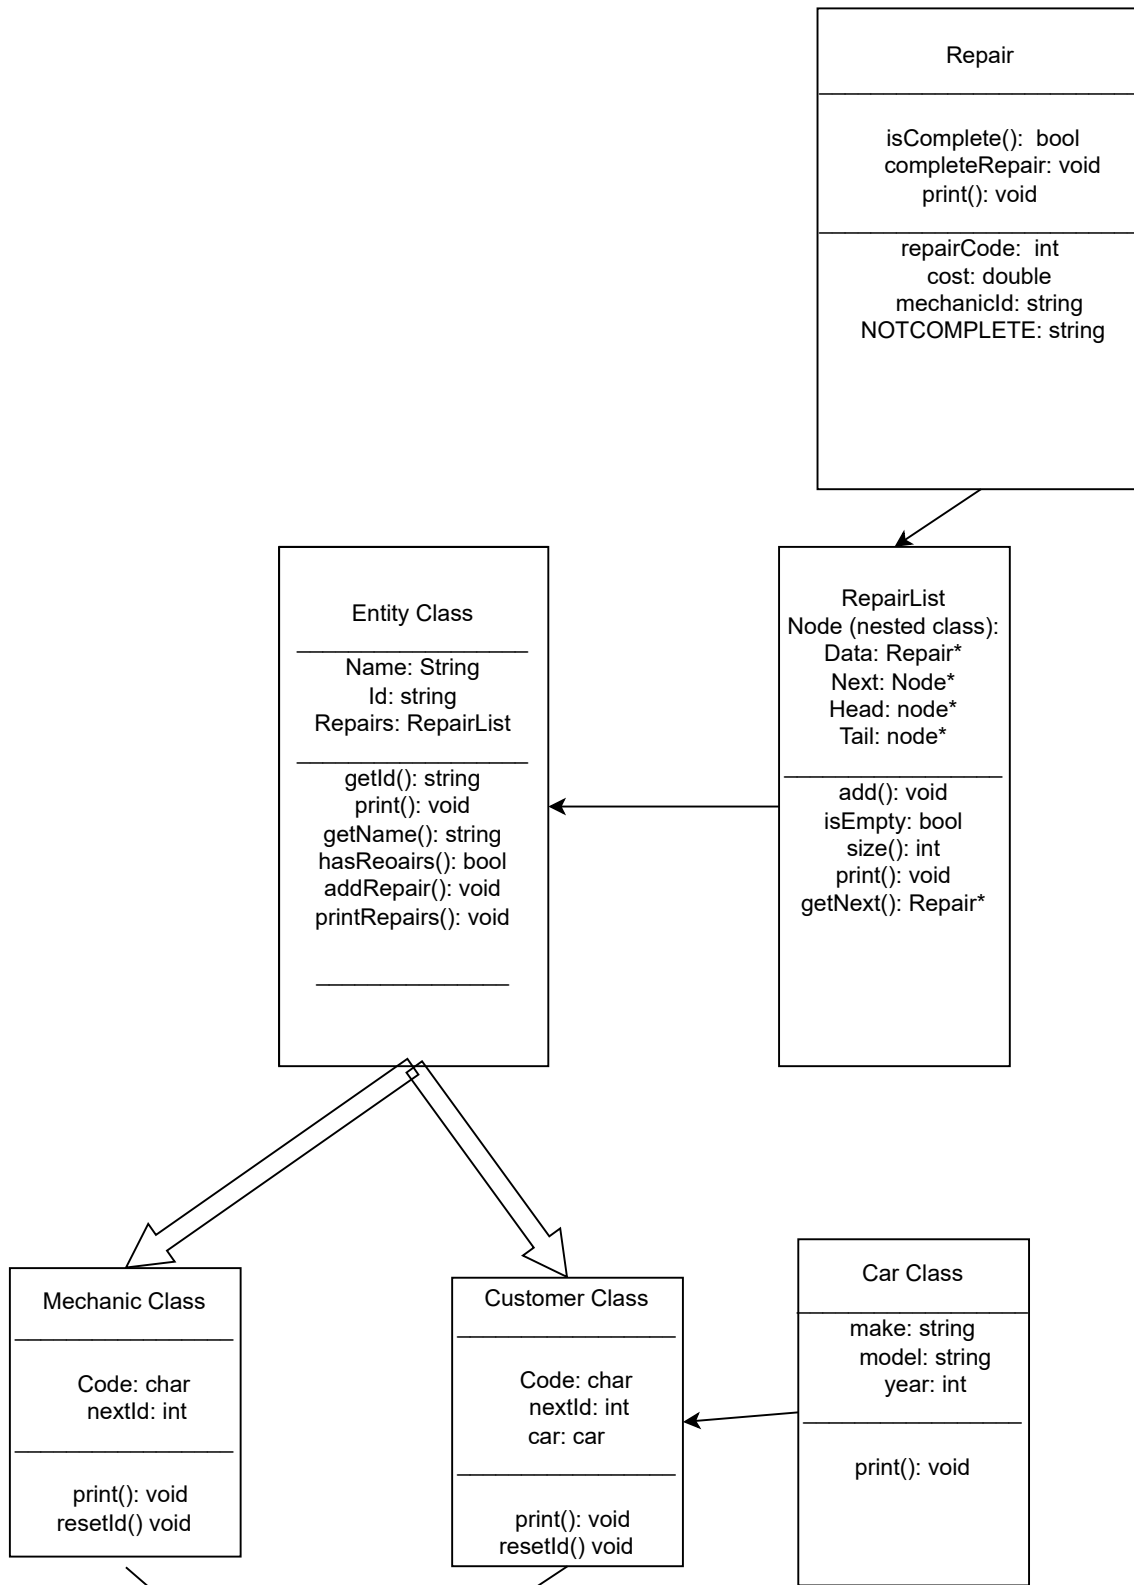 Repair
isComplete():  bool
completeRepair: void
print(): void
repairCode:  int
cost: double
mechanicId: string
NOTCOMPLETE: string
Entity Class
Name: String
Id: string
Repairs: RepairList
getId(): string
print(): void
getName(): string
hasReoairs(): bool
addRepair(): void
printRepairs(): void
RepairList
Node (nested class):
Data: Repair*
Next: Node*
Head: node*
Tail: node*
add(): void
isEmpty: bool
size(): int
print(): void
getNext(): Repair*
Mechanic Class
Code: char
nextId: int
print(): void
resetId() void
Customer Class
Code: char
nextId: int
car: car
print(): void
resetId() void
Car Class
make: string
model: string
year: int
print(): void